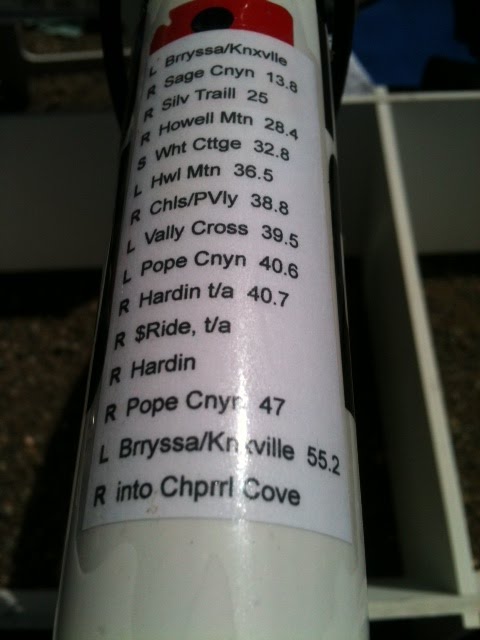 L Brryssa/Knxvlle
R Sage Cnyn 13.8
R Silv Traill 25
R Howell Mtn 28.4
S Wht Cttge 32.8
L Hwl Mtn 36.5
R Chls/PVly 38.8
L Vally Cross 39.5
L Pope Cnyn 40.6
R Hardin t/a 40.7
R $Ride, t/a
R Hardin
R Pope Cnyn 47
L Brryssa/Knxville 55.2
R into Chprrl Cove